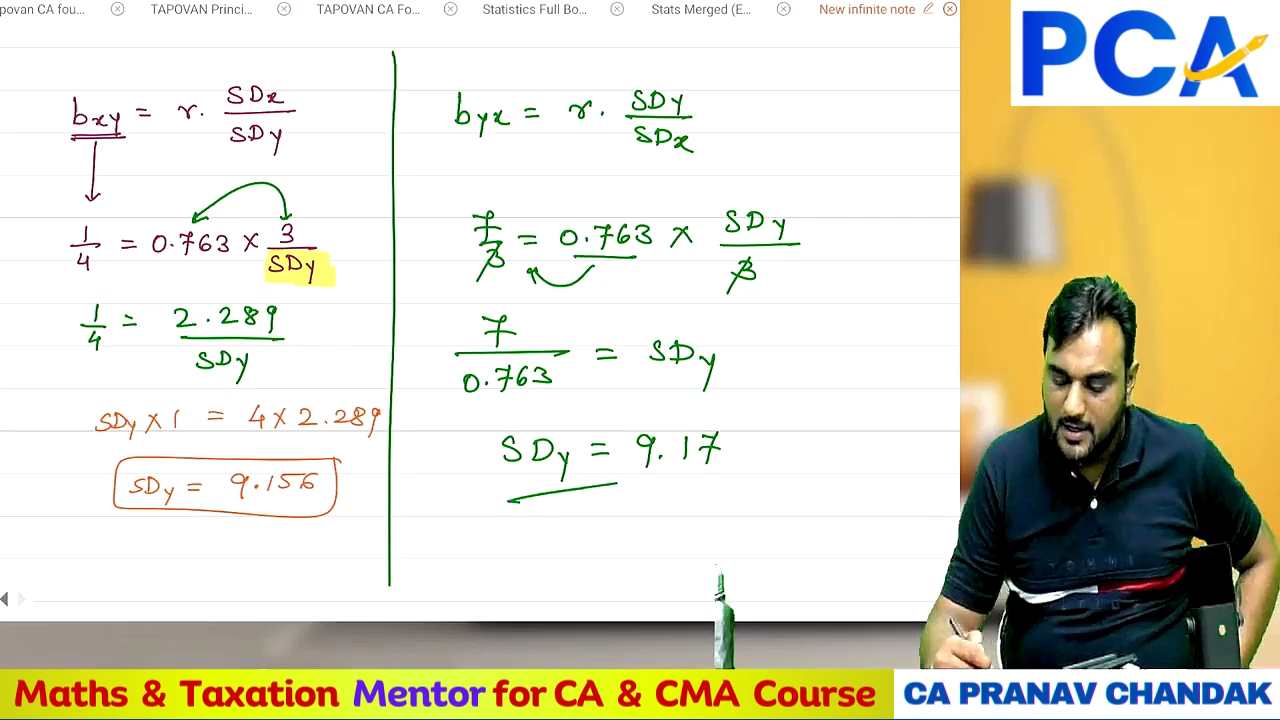 povan CA fou...
TAPOVAN Princi...
TAPOVAN CA Fo...
Statistics Full Bo...
Stats Merged (E...
New infinite note
PCA
bxy = r. SDx/SDy
1/4 = 0.763 × 3/SDy
1/4 = 2.289/SDy
SDy × 1 = 4 × 2.289
SDy = 9.156
byx = r. SDy/SDx
7/3 = 0.763 × SDy/3
7/0.763 = SDy
SDy = 9.17
Maths & Taxation Mentor for CA & CMA Course
CA PRANAV CHANDAK